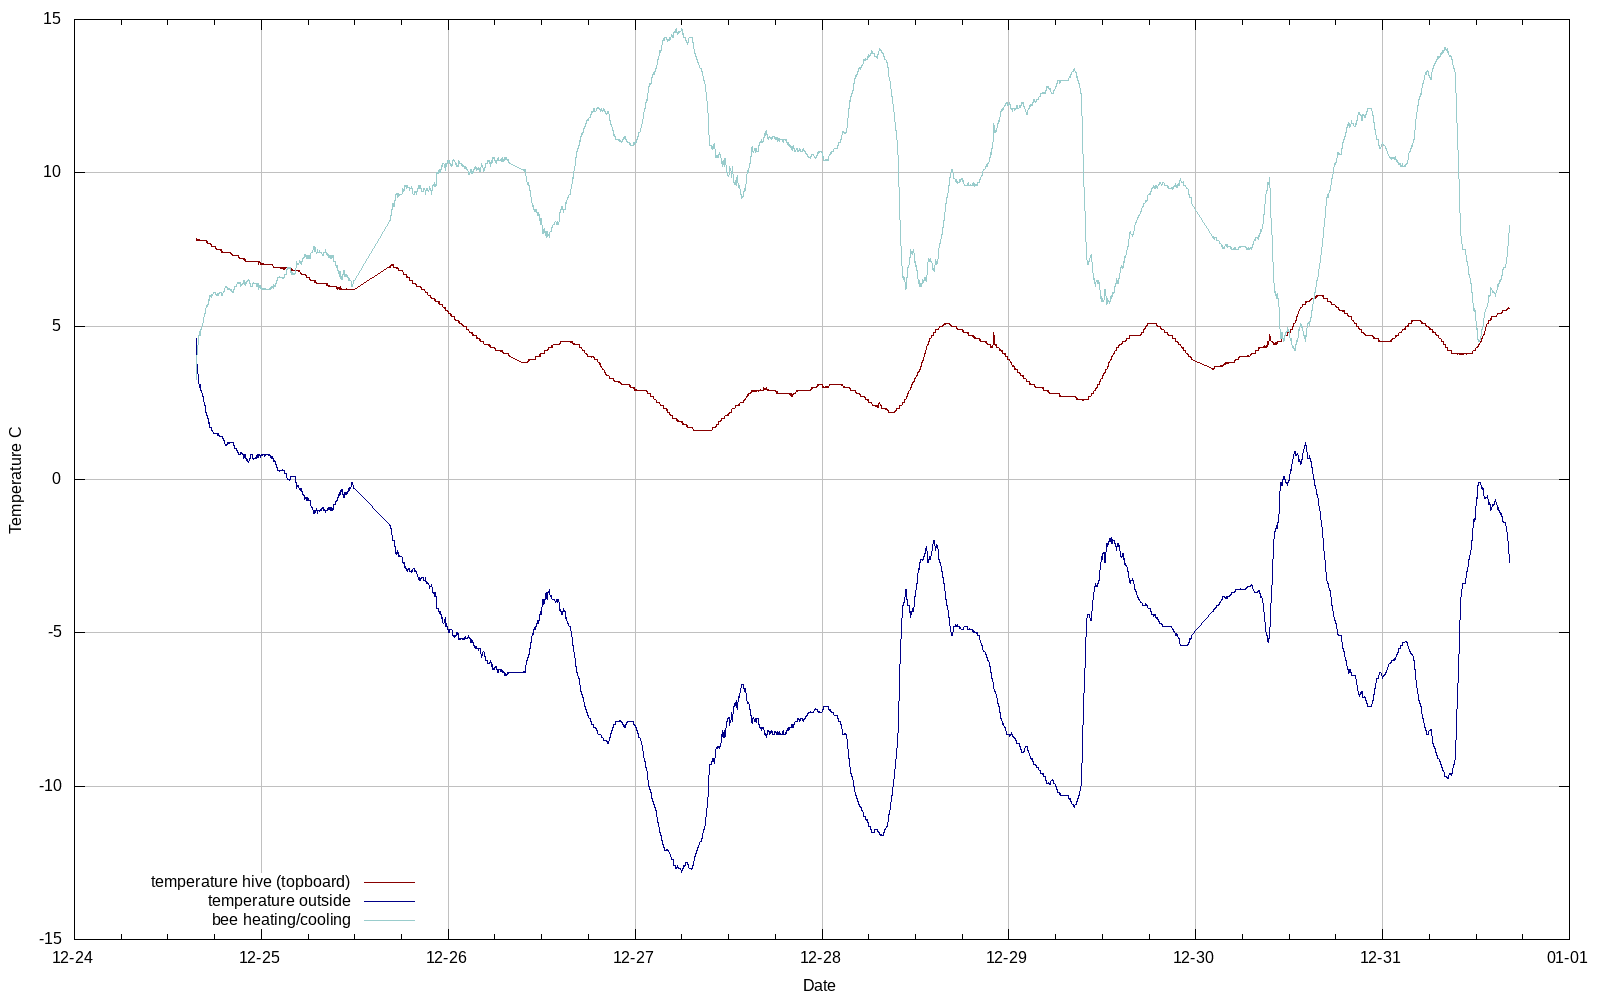 15
10
5
0
-5
-10
-15
Temperature C
temperature hive (topboard)
temperature outside
bee heating/cooling
12-24 12-25 12-26 12-27 12-28 12-29 12-30 12-31 01-01
Date